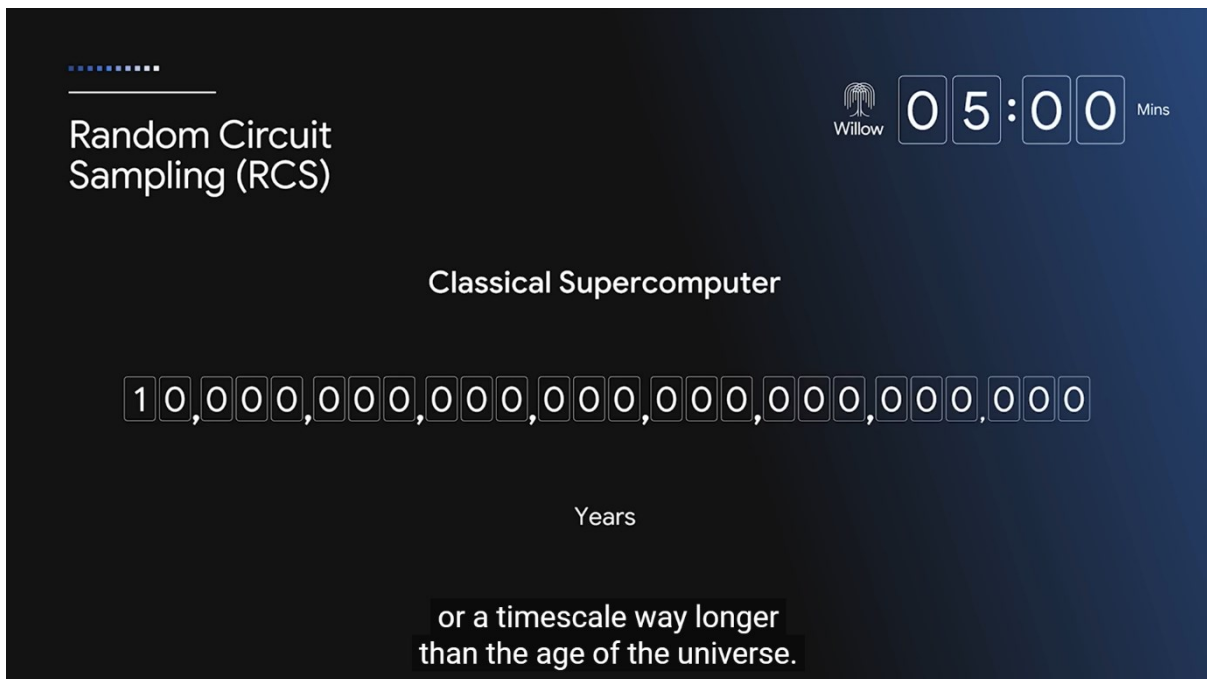 Random Circuit
Sampling (RCS)
Willow
05:00 Mins
Classical Supercomputer
10,000,000,000,000,000,000,000,000
Years
or a timescale way longer
than the age of the universe.